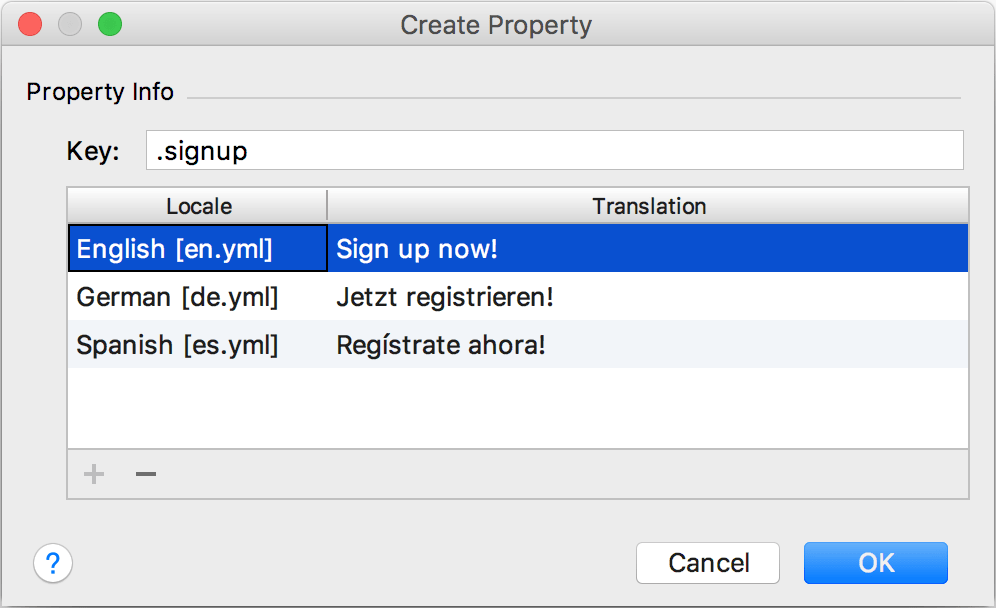 Create Property
Property Info
Key: .signup
Locale Translation
English [en.yml] Sign up now!
German [de.yml] Jetzt registrieren!
Spanish [es.yml] Regístrate ahora!
+ −
? Cancel OK